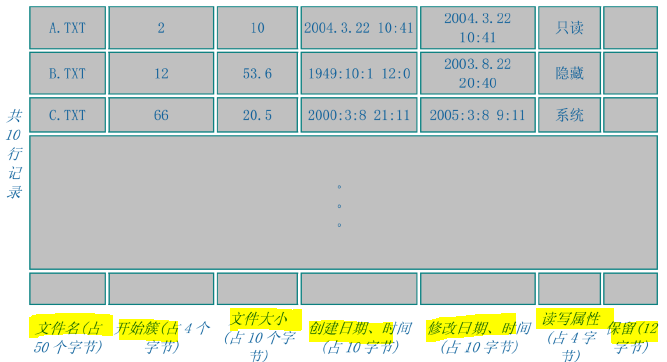 A.TXT 2 10 2004.3.22 10:41 2004.3.22 只读
10:41
B.TXT 12 53.6 1949:10:1 12:0 2003.8.22 隐藏
20:40
C.TXT 66 20.5 2000:3:8 21:11 2005:3:8 9:11 系统
共
10
行
记
录
。
。
。
文件名(占
50个字节)
开始簇(占4个
字节)
文件大小
(占10个字
节)
创建日期、时间
(占10字节)
修改日期、时间
(占10字节)
读写属性
(占4字
节)
保留(12
字节)